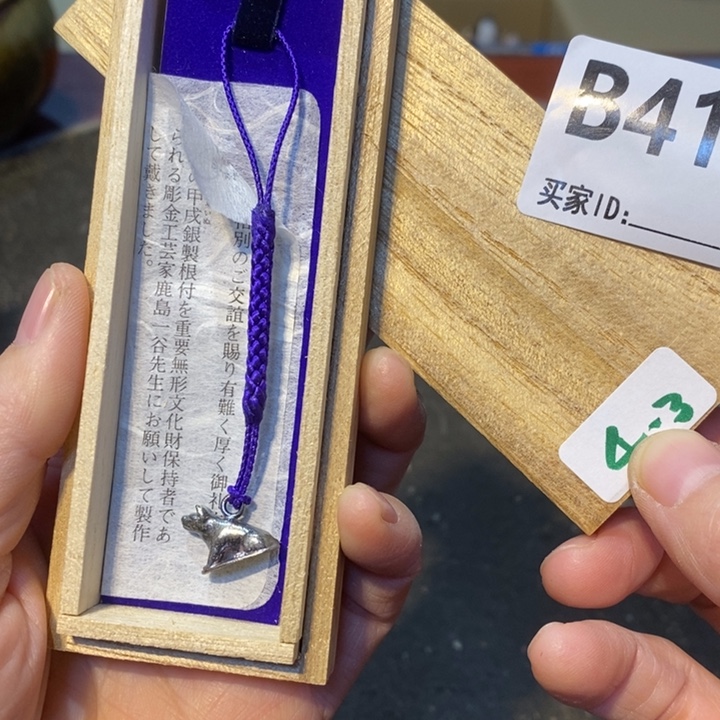 別のご交誼を賜り有難く厚く御礼
の甲戌銀製根付を重要無形文化財保持者であ
られる彫金工芸家鹿島一谷先生にお願いして製作
して戴きました。
B41
买家ID: